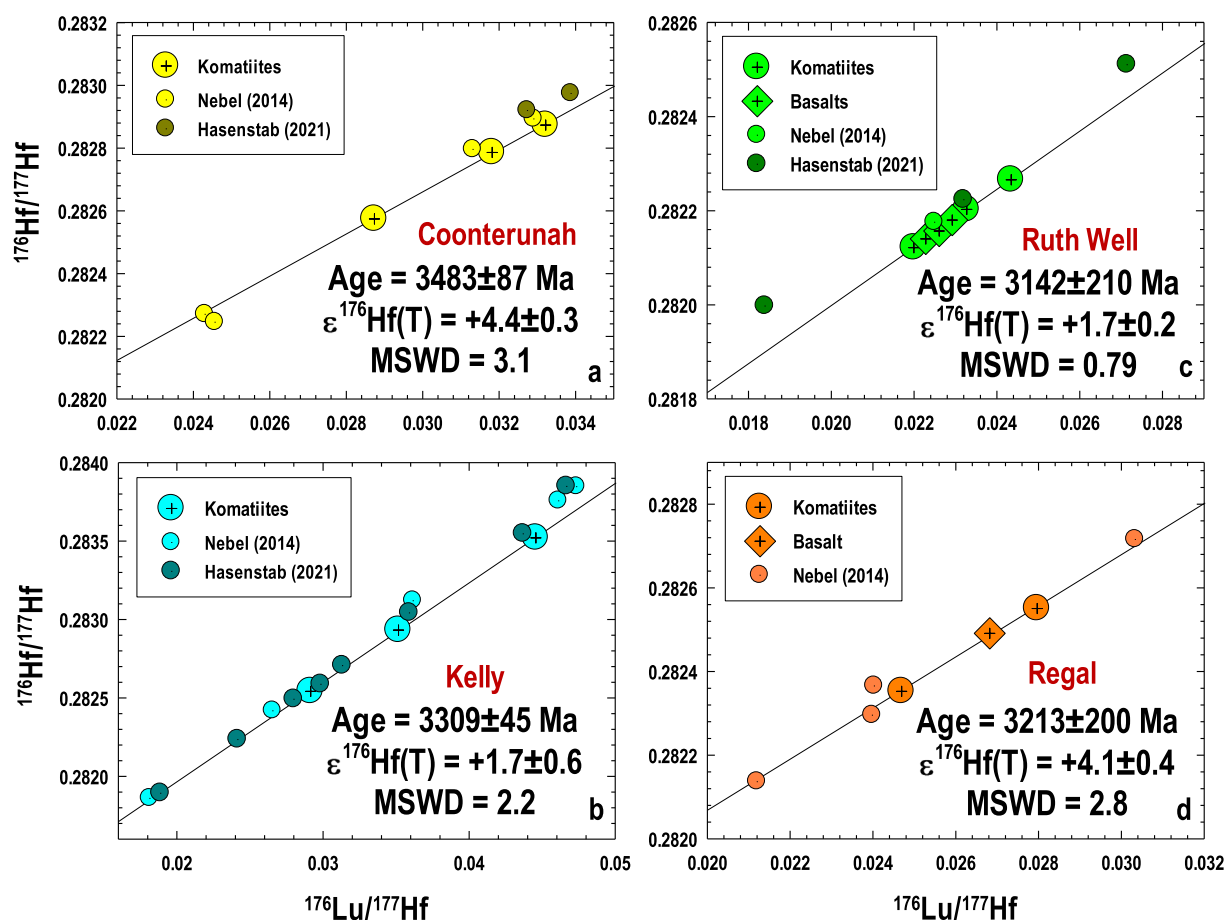 0.2832
0.2830
0.2828
0.2826
0.2824
0.2822
0.2820
¹⁷⁶Hf/¹⁷⁷Hf
Komatiites
Nebel (2014)
Hasenstab (2021)
Coonterunah
Age = 3483±87 Ma
ε¹⁷⁶Hf(T) = +4.4±0.3
MSWD = 3.1
a
0.022 0.024 0.026 0.028 0.030 0.032 0.034
0.2826
0.2824
0.2822
0.2820
0.2818
Komatiites
Basalts
Nebel (2014)
Hasenstab (2021)
Ruth Well
Age = 3142±210 Ma
ε¹⁷⁶Hf(T) = +1.7±0.2
MSWD = 0.79
c
0.018 0.020 0.022 0.024 0.026 0.028
0.2840
0.2835
0.2830
0.2825
0.2820
¹⁷⁶Hf/¹⁷⁷Hf
Komatiites
Nebel (2014)
Hasenstab (2021)
Kelly
Age = 3309±45 Ma
ε¹⁷⁶Hf(T) = +1.7±0.6
MSWD = 2.2
b
0.02 0.03 0.04 0.05
¹⁷⁶Lu/¹⁷⁷Hf
0.2828
0.2826
0.2824
0.2822
0.2820
Komatiites
Basalt
Nebel (2014)
Regal
Age = 3213±200 Ma
ε¹⁷⁶Hf(T) = +4.1±0.4
MSWD = 2.8
d
0.020 0.022 0.024 0.026 0.028 0.030 0.032
¹⁷⁶Lu/¹⁷⁷Hf